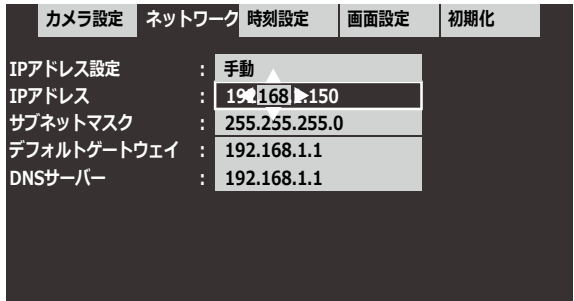 カメラ設定 ネットワーク 時刻設定 画面設定 初期化
IPアドレス設定 : 手動
IPアドレス : 192.168.1.150
サブネットマスク : 255.255.255.0
デフォルトゲートウェイ : 192.168.1.1
DNSサーバー : 192.168.1.1